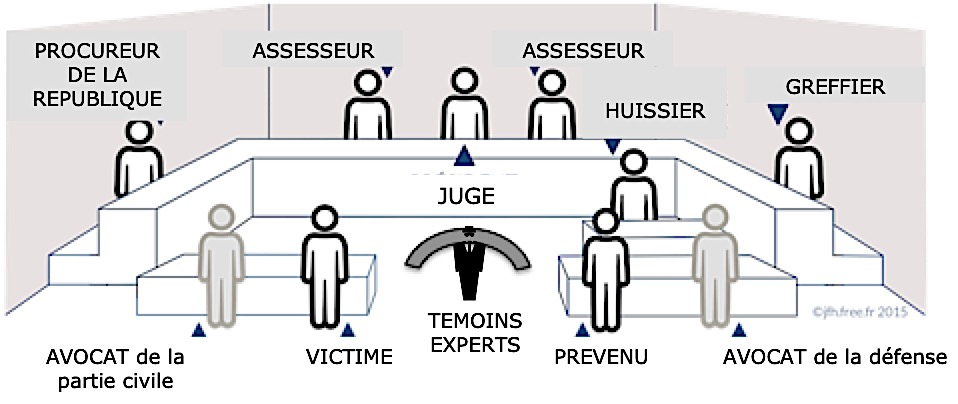 PROCUREUR
DE LA
REPUBLIQUE
ASSESSEUR
ASSESSEUR
HUISSIER
GREFFIER
JUGE
TEMOINS
EXPERTS
AVOCAT de la
partie civile
VICTIME
PREVENU
AVOCAT de la défense
©jfh.free.fr 2015